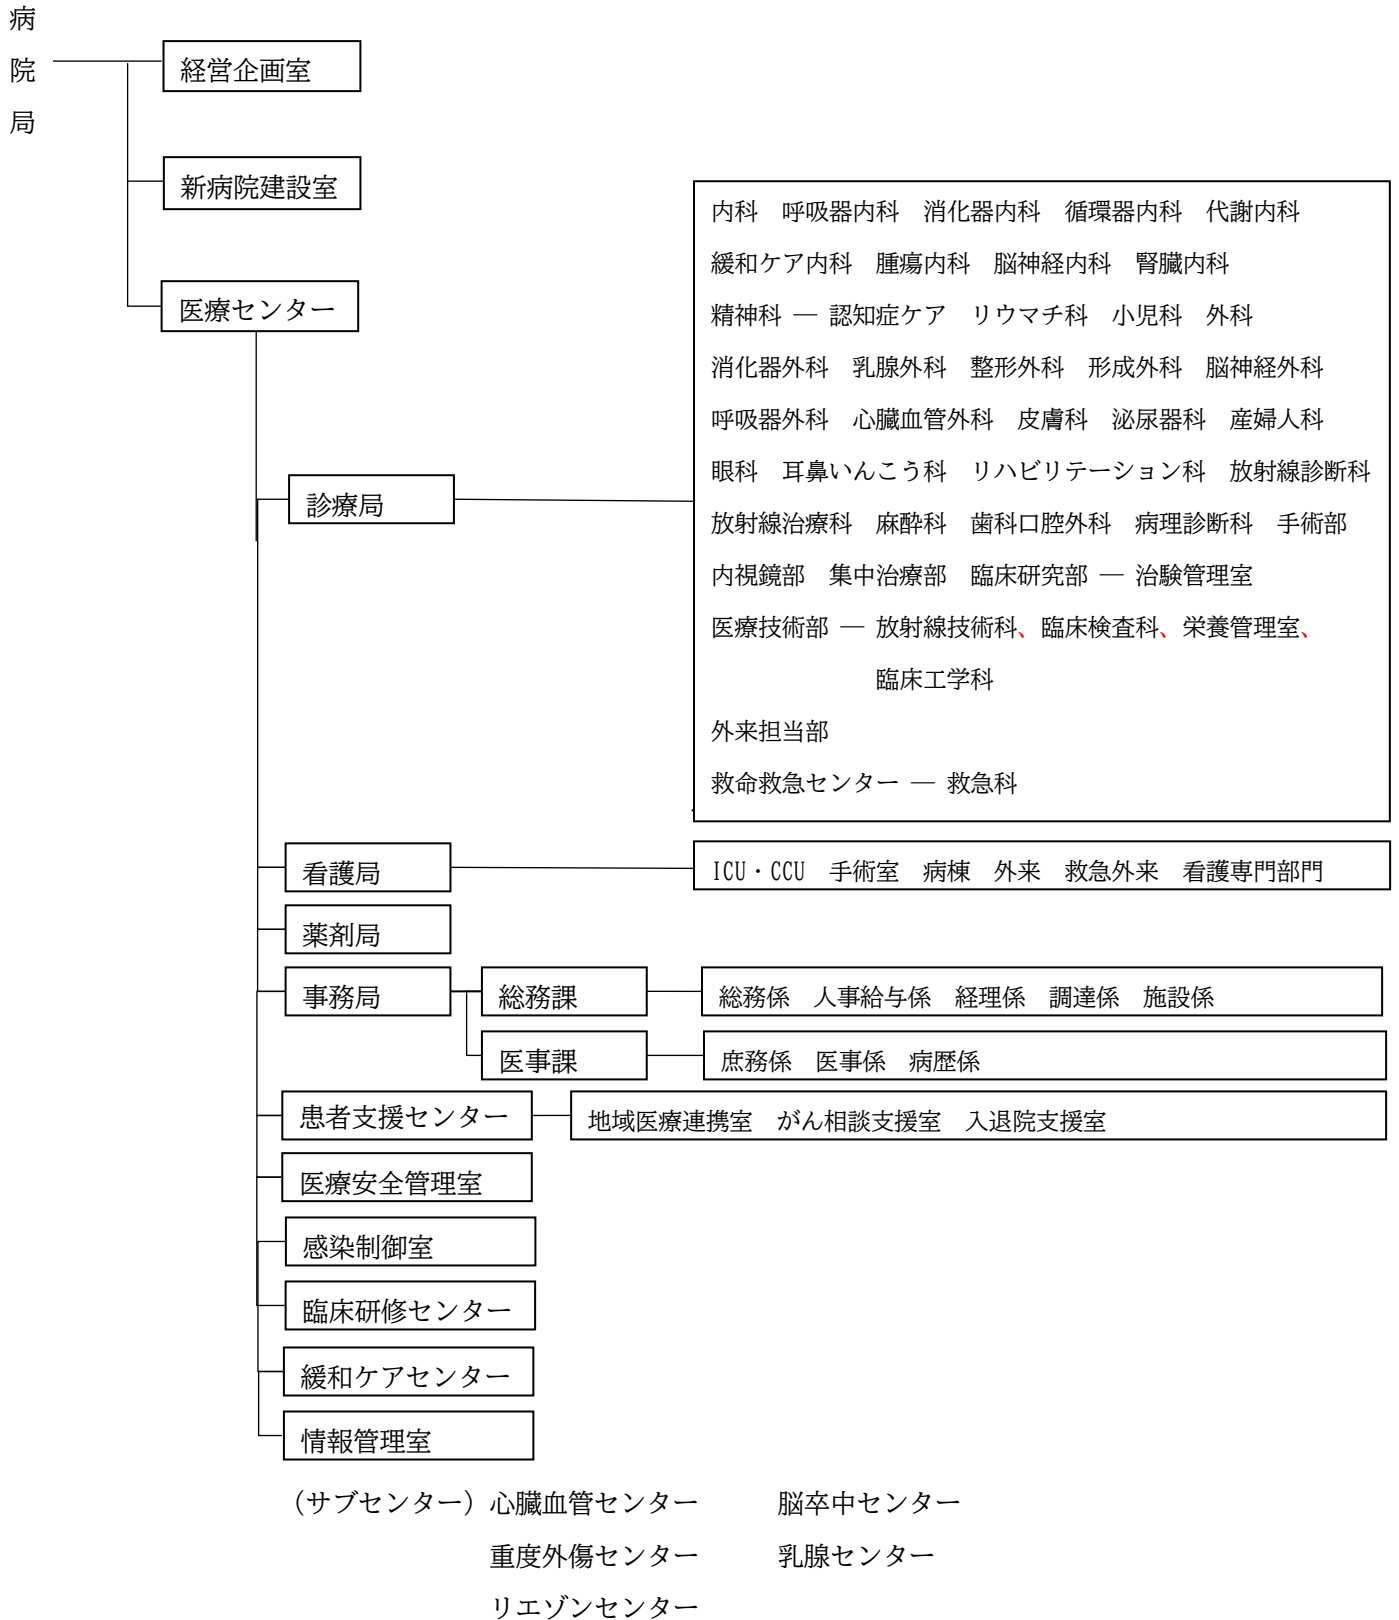 病
院
局
経営企画室
新病院建設室
医療センター
診療局
内科　呼吸器内科　消化器内科　循環器内科　代謝内科
緩和ケア内科　腫瘍内科　脳神経内科　腎臓内科
精神科 ― 認知症ケア　リウマチ科　小児科　外科
消化器外科　乳腺外科　整形外科　形成外科　脳神経外科
呼吸器外科　心臓血管外科　皮膚科　泌尿器科　産婦人科
眼科　耳鼻いんこう科　リハビリテーション科　放射線診断科
放射線治療科　麻酔科　歯科口腔外科　病理診断科　手術部
内視鏡部　集中治療部　臨床研究部 ― 治験管理室
医療技術部 ― 放射線技術科、臨床検査科、栄養管理室、
臨床工学科
外来担当部
救命救急センター ― 救急科
看護局
ICU・CCU　手術室　病棟　外来　救急外来　看護専門部門
薬剤局
事務局
総務課
総務係　人事給与係　経理係　調達係　施設係
医事課
庶務係　医事係　病歴係
患者支援センター
地域医療連携室　がん相談支援室　入退院支援室
医療安全管理室
感染制御室
臨床研修センター
緩和ケアセンター
情報管理室
（サブセンター）心臓血管センター　　　脳卒中センター
重度外傷センター　　　乳腺センター
リエゾンセンター